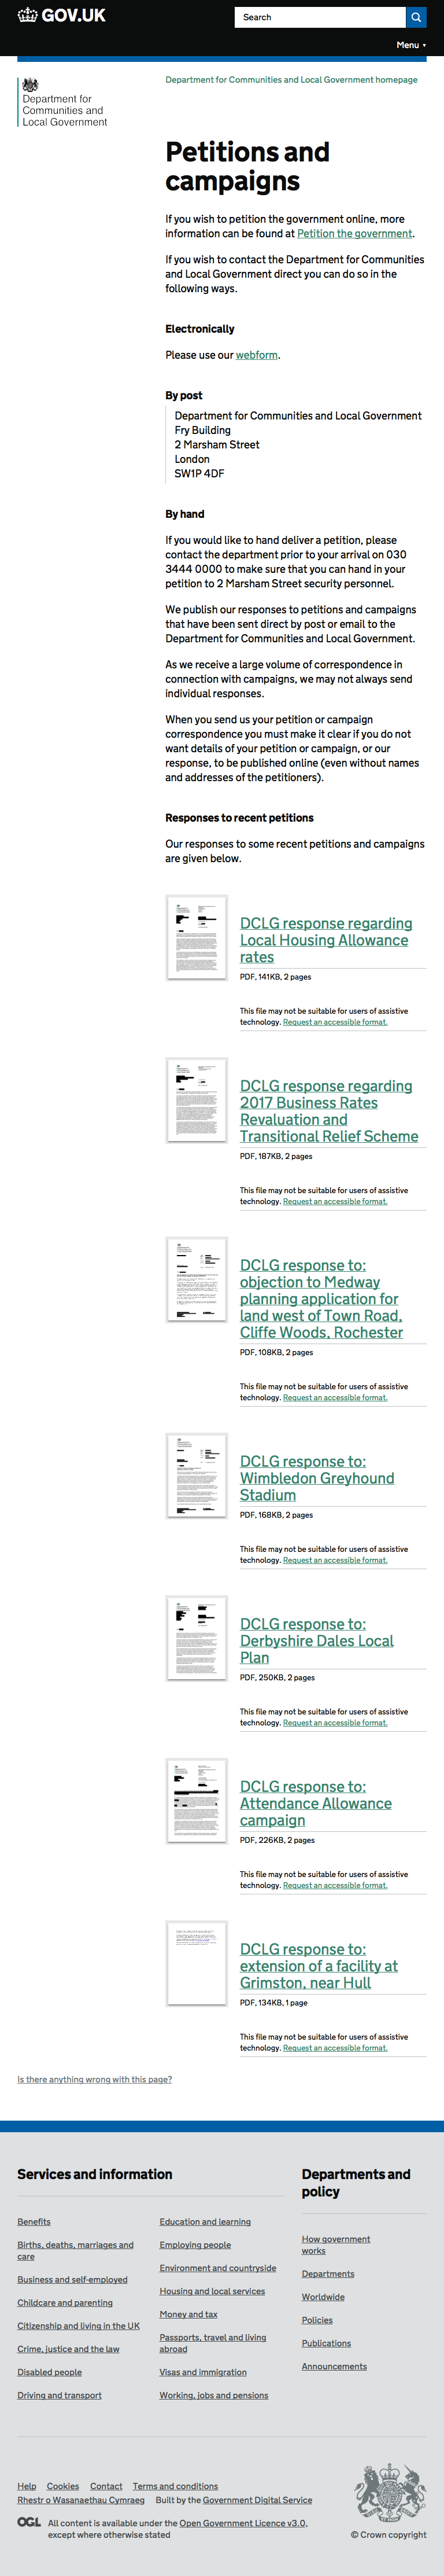 GOV.UK
Search
Menu ▼
Department for
Communities and
Local Government
Department for Communities and Local Government homepage
Petitions and
campaigns
If you wish to petition the government online, more
information can be found at Petition the government.
If you wish to contact the Department for Communities
and Local Government direct you can do so in the
following ways.
Electronically
Please use our webform.
By post
Department for Communities and Local Government
Fry Building
2 Marsham Street
London
SW1P 4DF
By hand
If you would like to hand deliver a petition, please
contact the department prior to your arrival on 030
3444 0000 to make sure that you can hand in your
petition to 2 Marsham Street security personnel.
We publish our responses to petitions and campaigns
that have been sent direct by post or email to the
Department for Communities and Local Government.
As we receive a large volume of correspondence in
connection with campaigns, we may not always send
individual responses.
When you send us your petition or campaign
correspondence you must make it clear if you do not
want details of your petition or campaign, or our
response, to be published online (even without names
and addresses of the petitioners).
Responses to recent petitions
Our responses to some recent petitions and campaigns
are given below.
DCLG response regarding
Local Housing Allowance
rates
PDF, 141KB, 2 pages
This file may not be suitable for users of assistive
technology. Request an accessible format.
DCLG response regarding
2017 Business Rates
Revaluation and
Transitional Relief Scheme
PDF, 187KB, 2 pages
This file may not be suitable for users of assistive
technology. Request an accessible format.
DCLG response to:
objection to Medway
planning application for
land west of Town Road,
Cliffe Woods, Rochester
PDF, 108KB, 2 pages
This file may not be suitable for users of assistive
technology. Request an accessible format.
DCLG response to:
Wimbledon Greyhound
Stadium
PDF, 168KB, 2 pages
This file may not be suitable for users of assistive
technology. Request an accessible format.
DCLG response to:
Derbyshire Dales Local
Plan
PDF, 250KB, 2 pages
This file may not be suitable for users of assistive
technology. Request an accessible format.
DCLG response to:
Attendance Allowance
campaign
PDF, 226KB, 2 pages
This file may not be suitable for users of assistive
technology. Request an accessible format.
DCLG response to:
extension of a facility at
Grimston, near Hull
PDF, 134KB, 1 page
This file may not be suitable for users of assistive
technology. Request an accessible format.
Is there anything wrong with this page?
Services and information
Benefits
Births, deaths, marriages and
care
Business and self-employed
Childcare and parenting
Citizenship and living in the UK
Crime, justice and the law
Disabled people
Driving and transport
Education and learning
Employing people
Environment and countryside
Housing and local services
Money and tax
Passports, travel and living
abroad
Visas and immigration
Working, jobs and pensions
Departments and
policy
How government
works
Departments
Worldwide
Policies
Publications
Announcements
Help Cookies Contact Terms and conditions
Rhestr o Wasanaethau Cymraeg Built by the Government Digital Service
OGL All content is available under the Open Government Licence v3.0,
except where otherwise stated
© Crown copyright